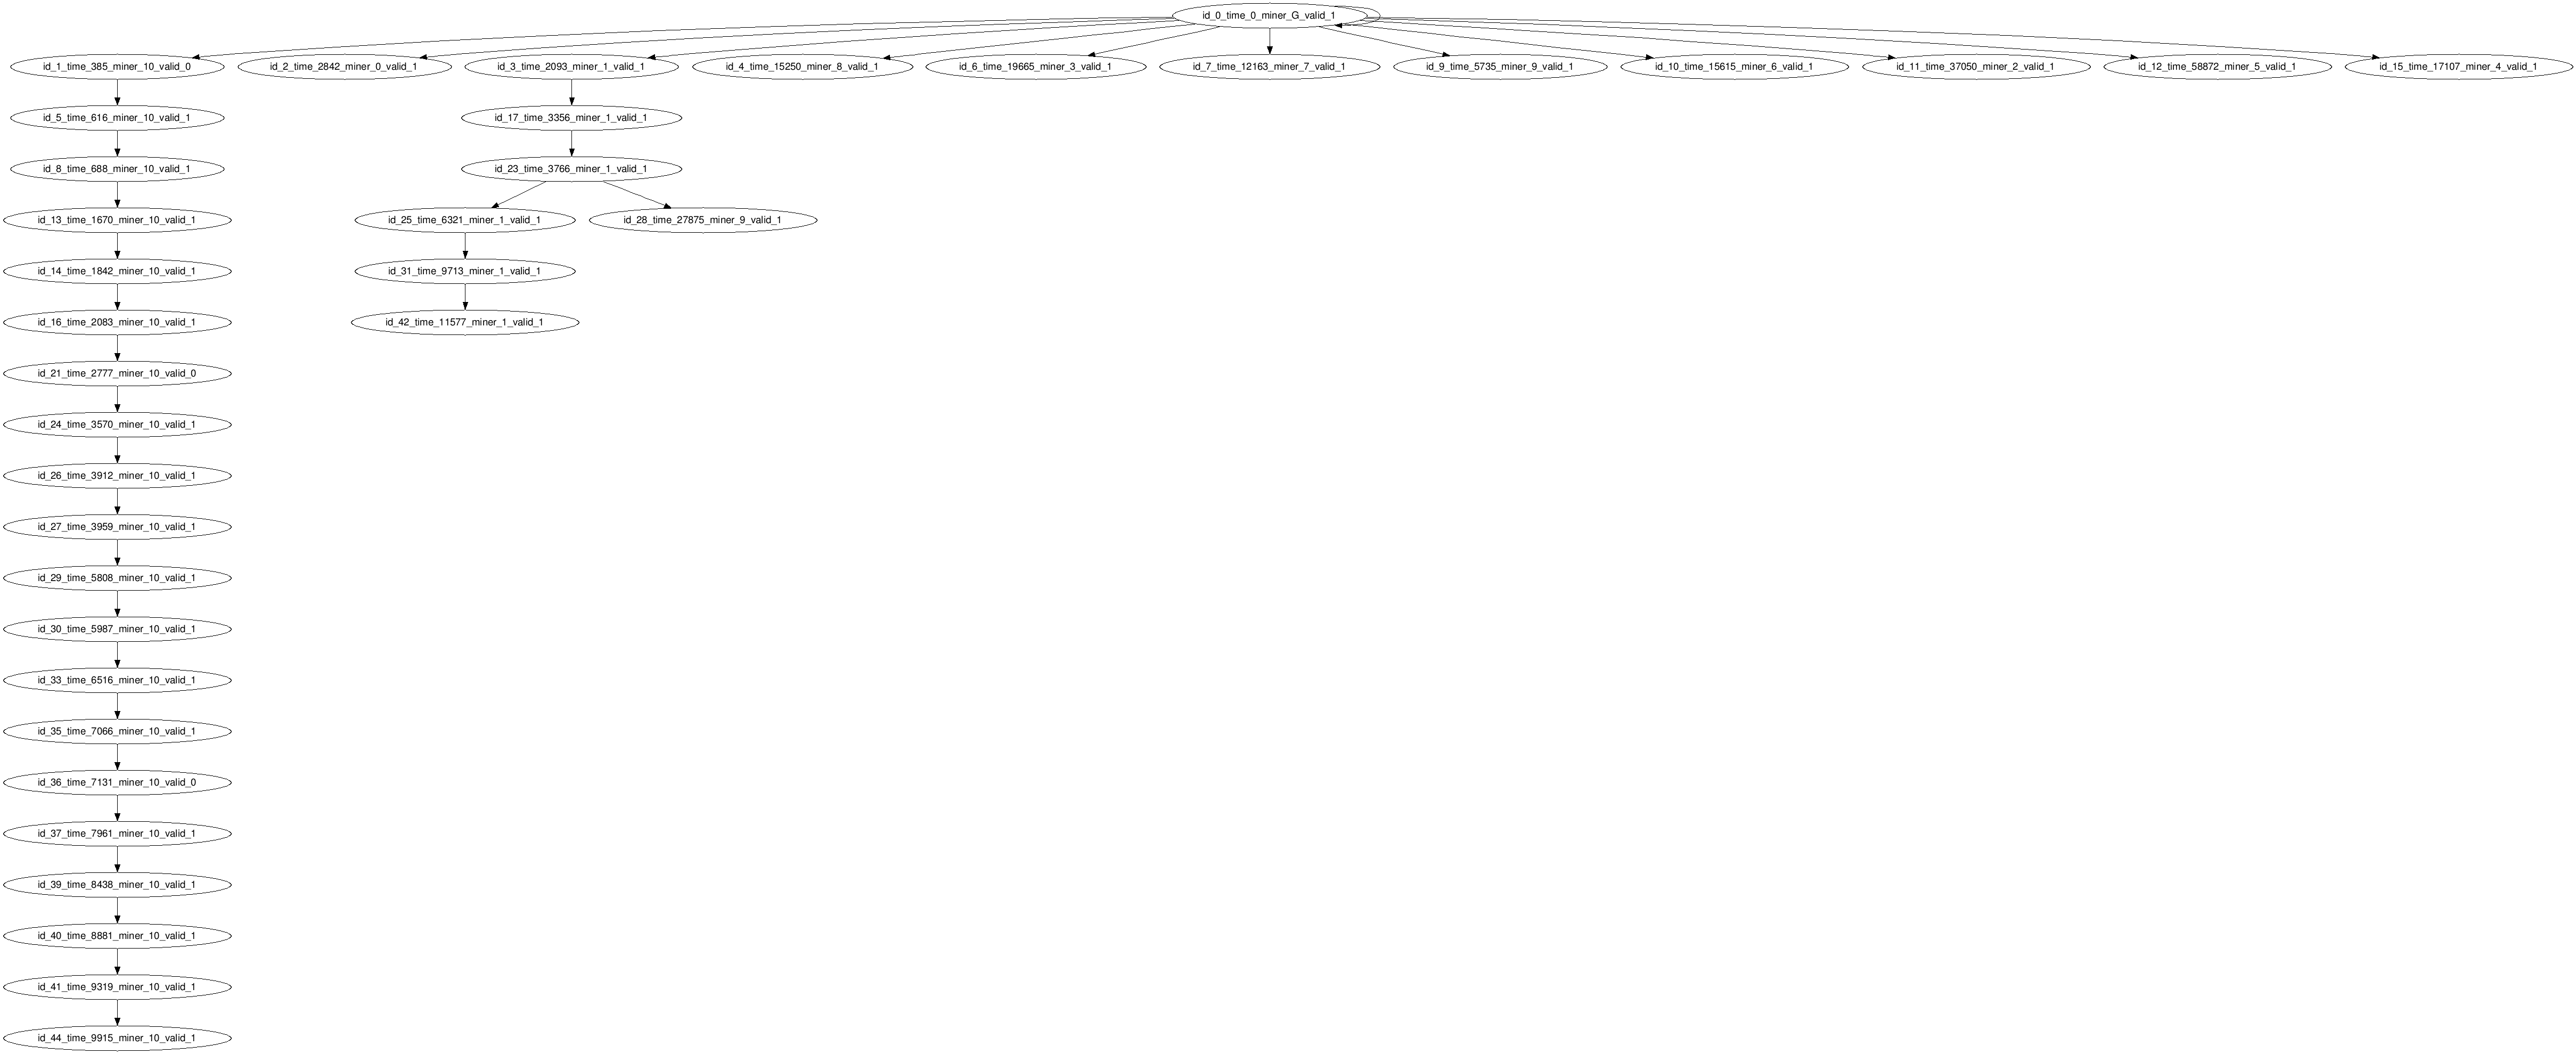 id_0_time_0_miner_G_valid_1
id_1_time_385_miner_10_valid_0
id_2_time_2842_miner_0_valid_1
id_3_time_2093_miner_1_valid_1
id_4_time_15250_miner_8_valid_1
id_6_time_19665_miner_3_valid_1
id_7_time_12163_miner_7_valid_1
id_9_time_5735_miner_9_valid_1
id_10_time_15615_miner_6_valid_1
id_11_time_37050_miner_2_valid_1
id_12_time_58872_miner_5_valid_1
id_15_time_17107_miner_4_valid_1
id_5_time_616_miner_10_valid_1
id_17_time_3356_miner_1_valid_1
id_8_time_688_miner_10_valid_1
id_23_time_3766_miner_1_valid_1
id_13_time_1670_miner_10_valid_1
id_25_time_6321_miner_1_valid_1
id_28_time_27875_miner_9_valid_1
id_14_time_1842_miner_10_valid_1
id_31_time_9713_miner_1_valid_1
id_16_time_2083_miner_10_valid_1
id_42_time_11577_miner_1_valid_1
id_21_time_2777_miner_10_valid_0
id_24_time_3570_miner_10_valid_1
id_26_time_3912_miner_10_valid_1
id_27_time_3959_miner_10_valid_1
id_29_time_5808_miner_10_valid_1
id_30_time_5987_miner_10_valid_1
id_33_time_6516_miner_10_valid_1
id_35_time_7066_miner_10_valid_1
id_36_time_7131_miner_10_valid_0
id_37_time_7961_miner_10_valid_1
id_39_time_8438_miner_10_valid_1
id_40_time_8881_miner_10_valid_1
id_41_time_9319_miner_10_valid_1
id_44_time_9915_miner_10_valid_1